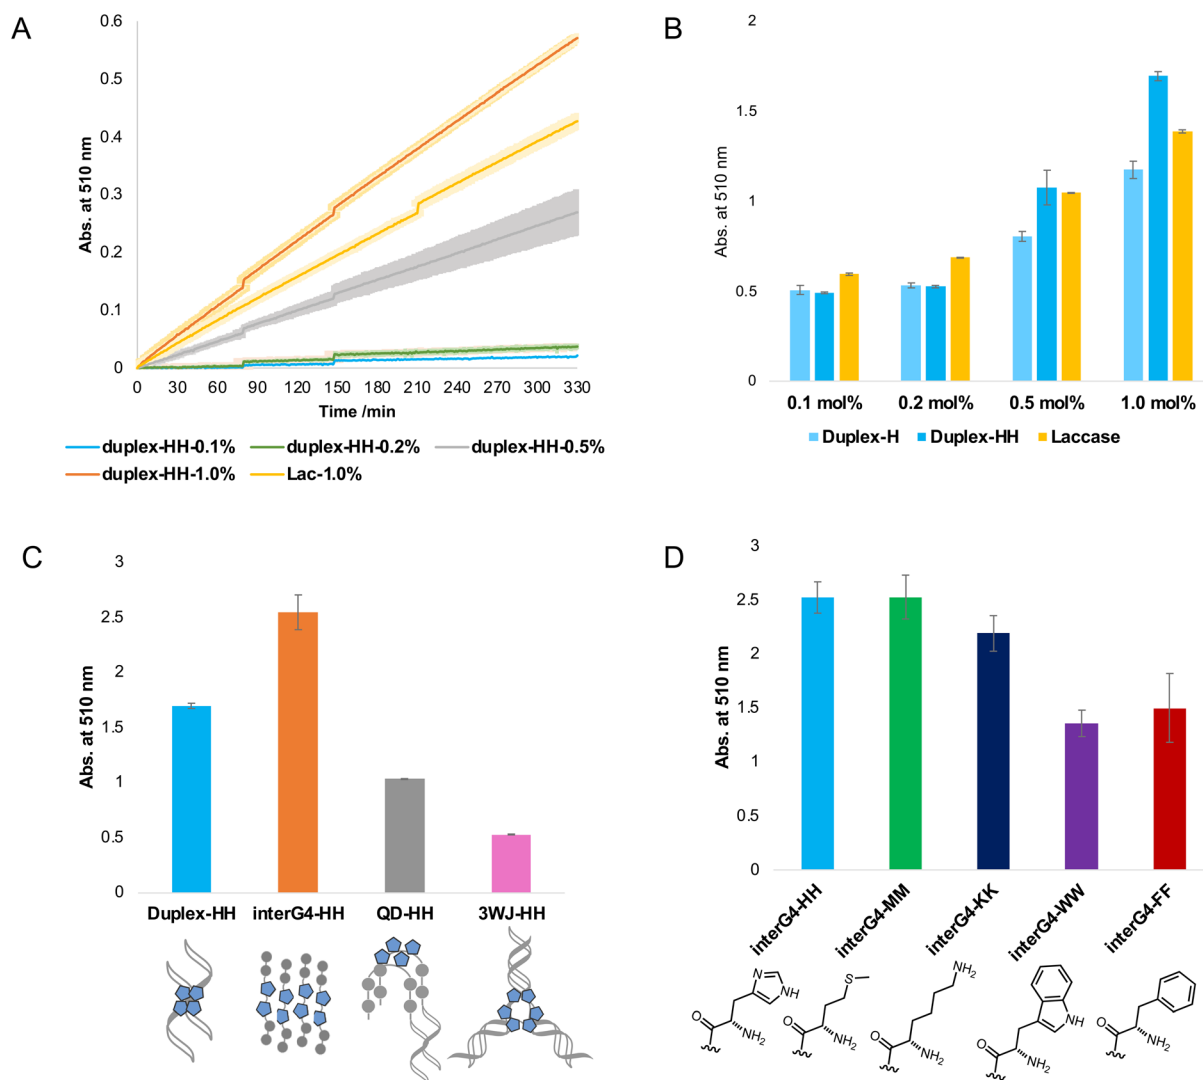 A
Abs. at 510 nm
0.6
0.5
0.4
0.3
0.2
0.1
0
0 30 60 90 120 150 180 210 240 270 300 330
Time /min
duplex-HH-0.1% duplex-HH-0.2% duplex-HH-0.5%
duplex-HH-1.0% Lac-1.0%
B
Abs. at 510 nm
2
1.5
1
0.5
0
0.1 mol% 0.2 mol% 0.5 mol% 1.0 mol%
Duplex-H Duplex-HH Laccase
C
Abs. at 510 nm
3
2.5
2
1.5
1
0.5
0
Duplex-HH interG4-HH QD-HH 3WJ-HH
D
Abs. at 510 nm
3
2.5
2
1.5
1
0.5
0
interG4-HH interG4-MM interG4-KK interG4-WW interG4-FF
N NH O NH2
S O NH2
NH2 O NH2
NH O NH2
O NH2